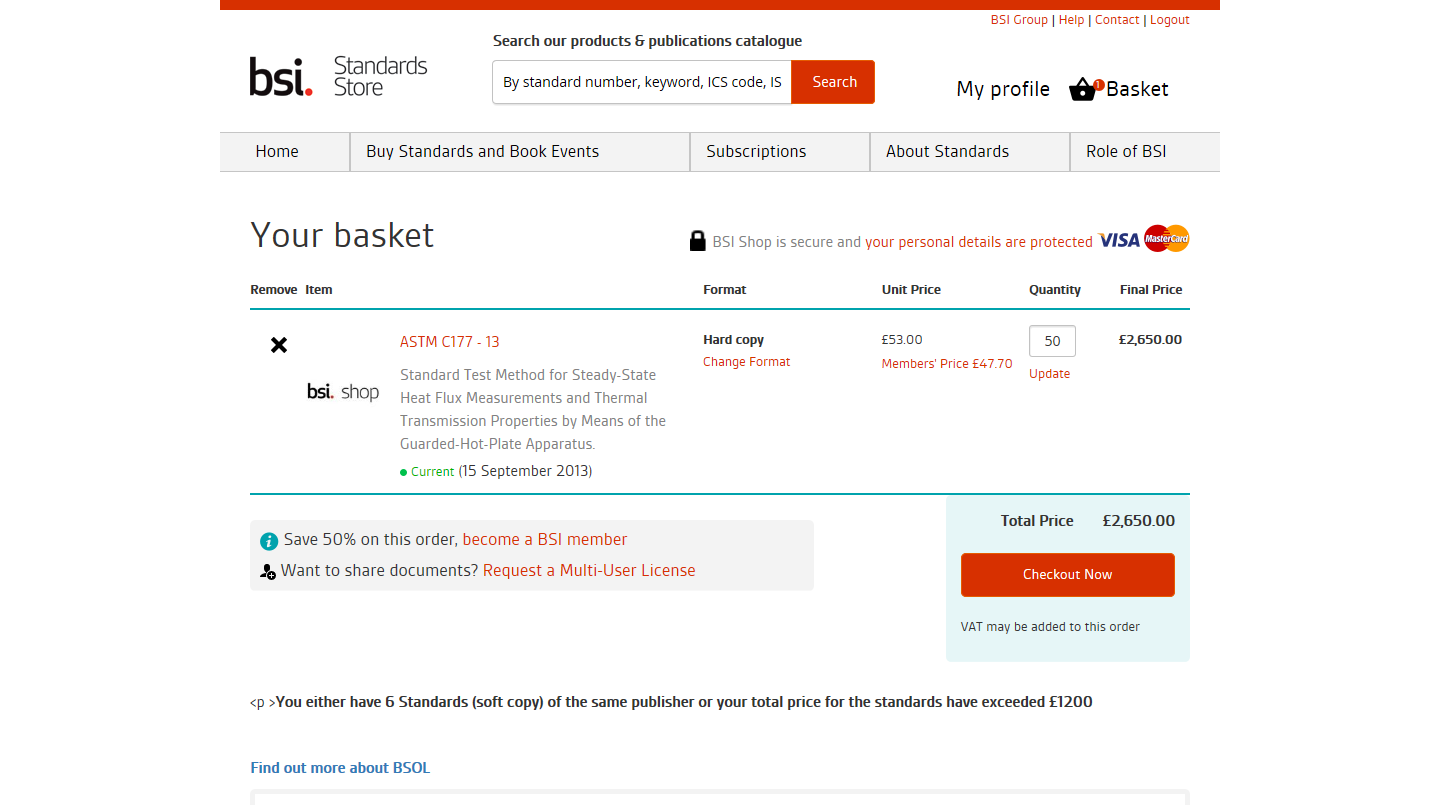 BSI Group | Help | Contact | Logout
Search our products & publications catalogue
bsi. Standards
Store
By standard number, keyword, ICS code, IS
Search
My profile
1
Basket
Home
Buy Standards and Book Events
Subscriptions
About Standards
Role of BSI
Your basket
BSI Shop is secure and your personal details are protected
VISA MasterCard
Remove Item Format Unit Price Quantity Final Price
ASTM C177 - 13
bsi. shop
Standard Test Method for Steady-State
Heat Flux Measurements and Thermal
Transmission Properties by Means of the
Guarded-Hot-Plate Apparatus.
Current (15 September 2013)
Hard copy
Change Format
£53.00
Members' Price £47.70
50
Update
£2,650.00
Save 50% on this order, become a BSI member
Want to share documents? Request a Multi-User License
Total Price £2,650.00
Checkout Now
VAT may be added to this order
<p >You either have 6 Standards (soft copy) of the same publisher or your total price for the standards have exceeded £1200
Find out more about BSOL